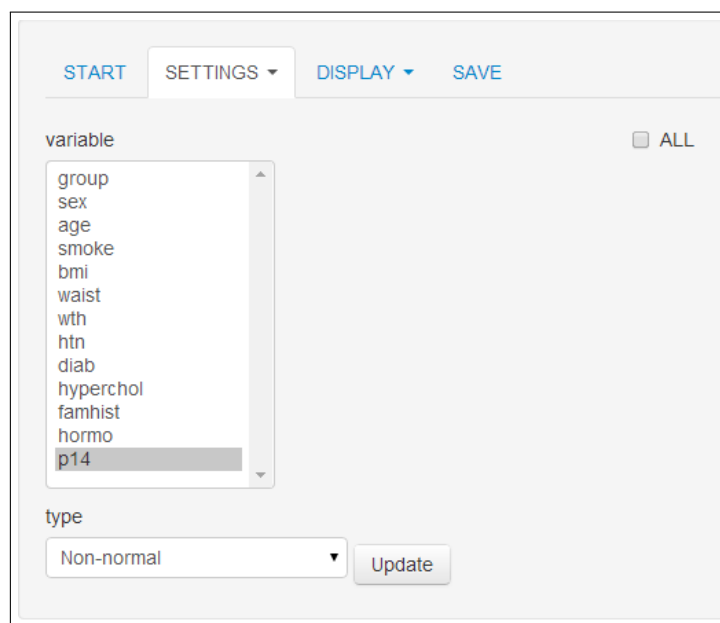 START SETTINGS DISPLAY SAVE
variable ALL
group
sex
age
smoke
bmi
waist
wth
htn
diab
hyperchol
famhist
hormo
p14
type
Non-normal Update